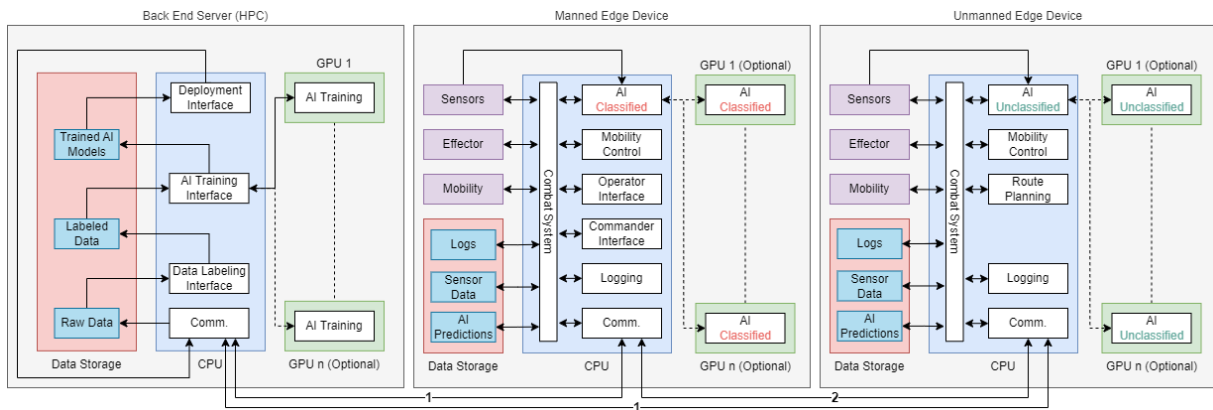 Back End Server (HPC)
Manned Edge Device
Unmanned Edge Device
GPU 1
Deployment
Interface
AI Training
Trained AI
Models
AI Training
Interface
Labeled
Data
Data Labeling
Interface
Raw Data
Comm.
AI Training
Data Storage
CPU
GPU n (Optional)
GPU 1 (Optional)
Sensors
AI
Classified
AI
Classified
Effector
Mobility
Control
Mobility
Operator
Interface
Combat System
Commander
Interface
Logs
Sensor
Data
Logging
AI
Predictions
Comm.
AI
Classified
Data Storage
CPU
GPU n (Optional)
GPU 1 (Optional)
Sensors
AI
Unclassified
AI
Unclassified
Effector
Mobility
Control
Mobility
Route
Planning
Combat System
Logs
Sensor
Data
Logging
AI
Predictions
Comm.
AI
Unclassified
Data Storage
CPU
GPU n (Optional)
1
2
1